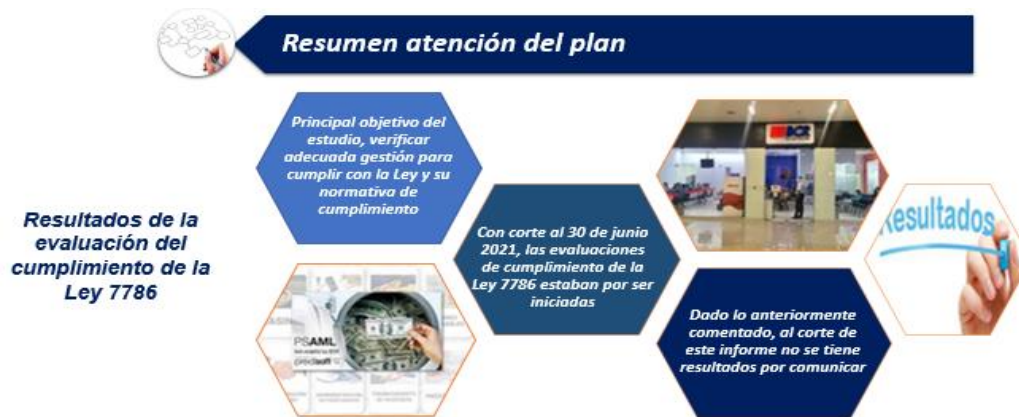 Resumen atención del plan
Principal objetivo del
estudio, verificar
adecuada gestión para
cumplir con la Ley y su
normativa de
cumplimiento
BCR
Resultados de la
evaluación del
cumplimiento de la
Ley 7786
Con corte al 30 de junio
2021, las evaluaciones
de cumplimiento de la
Ley 7786 estaban por ser
iniciadas
Resultados
PSAML
predisoft
Dado lo anteriormente
comentado, al corte de
este informe no se tiene
resultados por comunicar